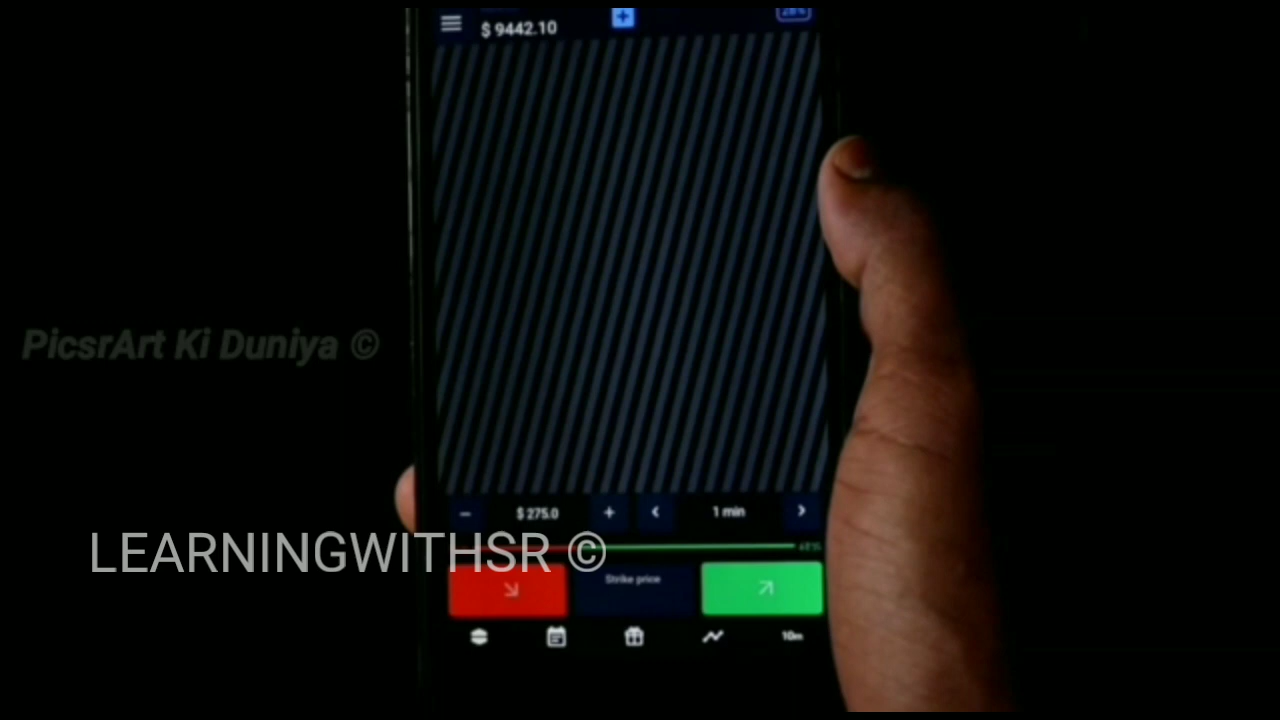 $ 9442.10
PicsrArt Ki Duniya ©
− $ 275.0 + < 1 min >
LEARNINGWITHSR ©
Strike price
10m